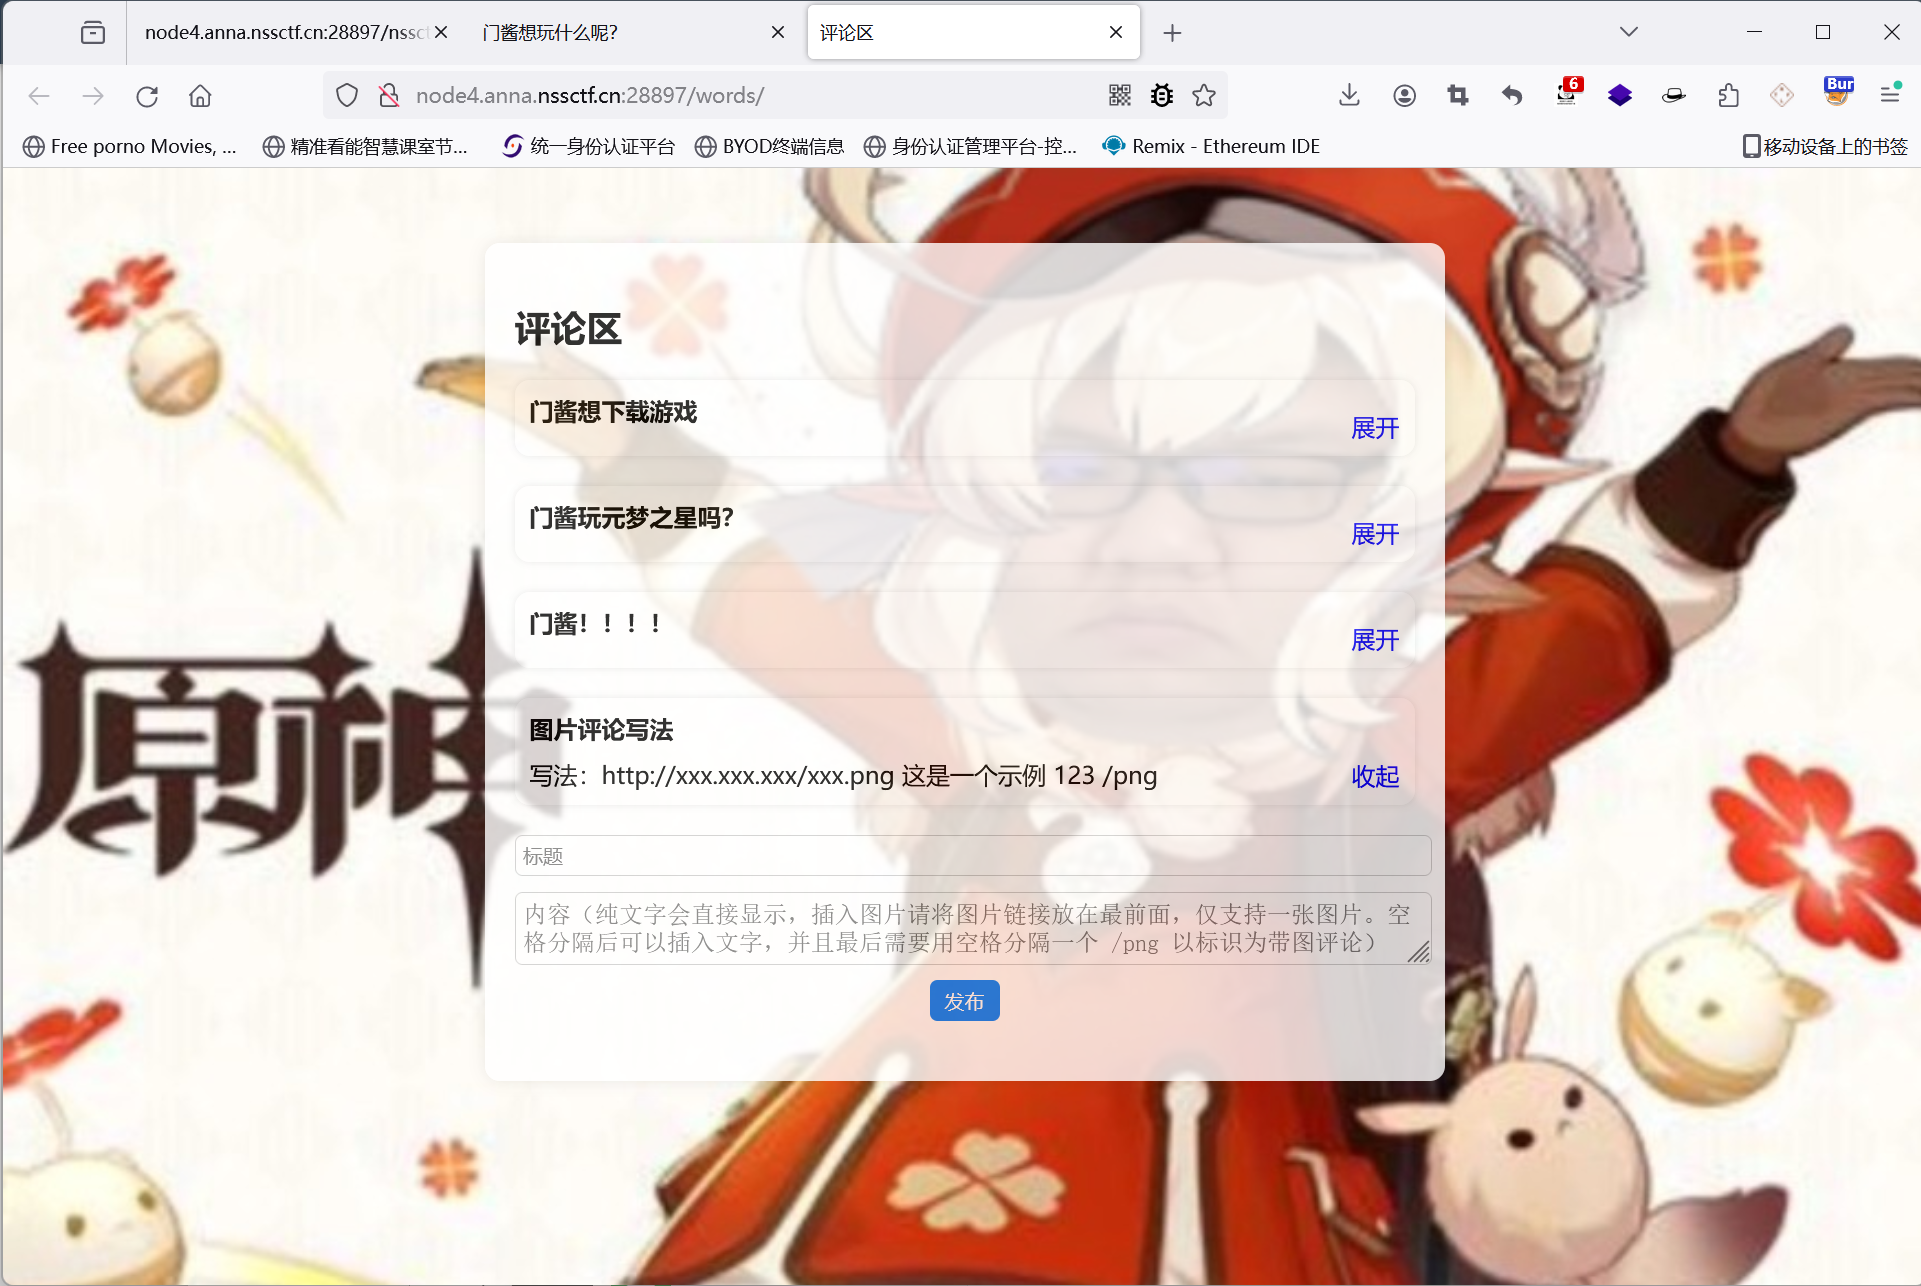 node4.anna.nssctf.cn:28897/nssct
门酱想玩什么呢？
评论区
node4.anna.nssctf.cn:28897/words/
6
Bur
Free porno Movies, ...
精准看能智慧课室节...
统一身份认证平台
BYOD终端信息
身份认证管理平台-控...
Remix - Ethereum IDE
移动设备上的书签
评论区
门酱想下载游戏
展开
门酱玩元梦之星吗？
展开
门酱！！！！
展开
图片评论写法
写法：http://xxx.xxx.xxx/xxx.png 这是一个示例 123 /png
收起
标题
内容（纯文字会直接显示，插入图片请将图片链接放在最前面，仅支持一张图片。空
格分隔后可以插入文字，并且最后需要用空格分隔一个 /png 以标识为带图评论）
发布
原神